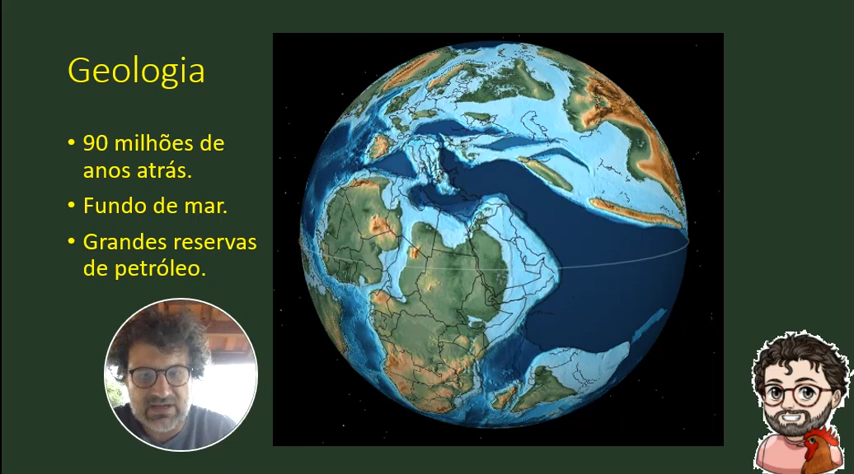 Geologia
• 90 milhões de
anos atrás.
• Fundo de mar.
• Grandes reservas
de petróleo.